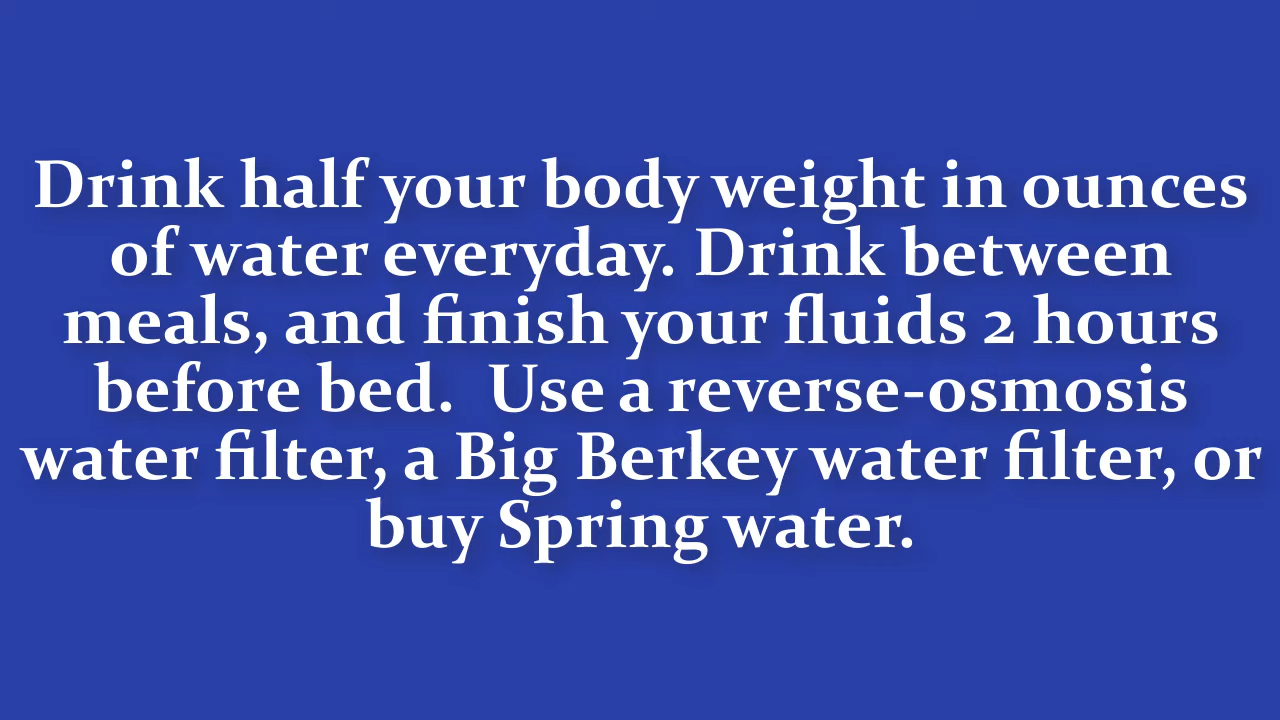 Drink half your body weight in ounces
of water everyday. Drink between
meals, and finish your fluids 2 hours
before bed.  Use a reverse-osmosis
water filter, a Big Berkey water filter, or
buy Spring water.